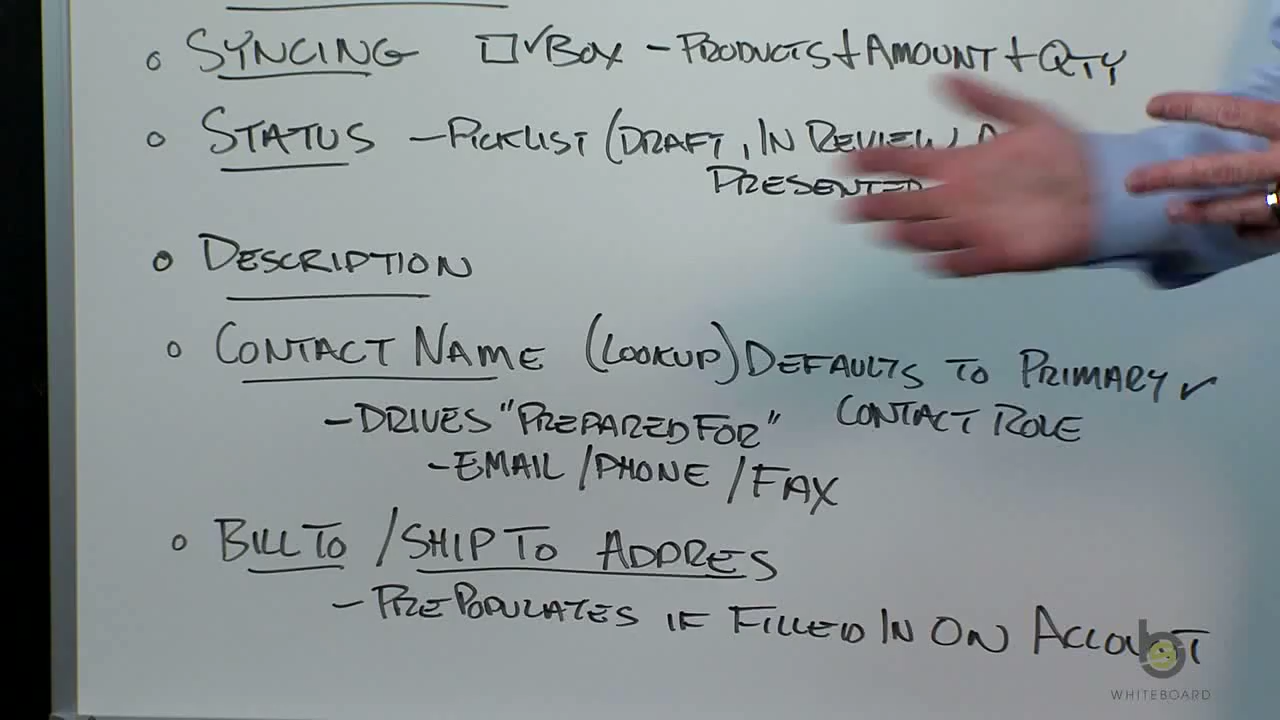 • SYNCING □✓BOX - PRODUCTS + AMOUNT + QTY
• STATUS - PICKLIST (DRAFT, IN REVIEW,
PRESENTED
• DESCRIPTION
• CONTACT NAME (LOOKUP) DEFAULTS TO PRIMARY ✓
CONTACT ROLE
- DRIVES "PREPARED FOR"
- EMAIL / PHONE / FAX
• BILL TO / SHIP TO ADDRES
- PREPOPULATES IF FILLED IN ON ACCOUNT
WHITEBOARD